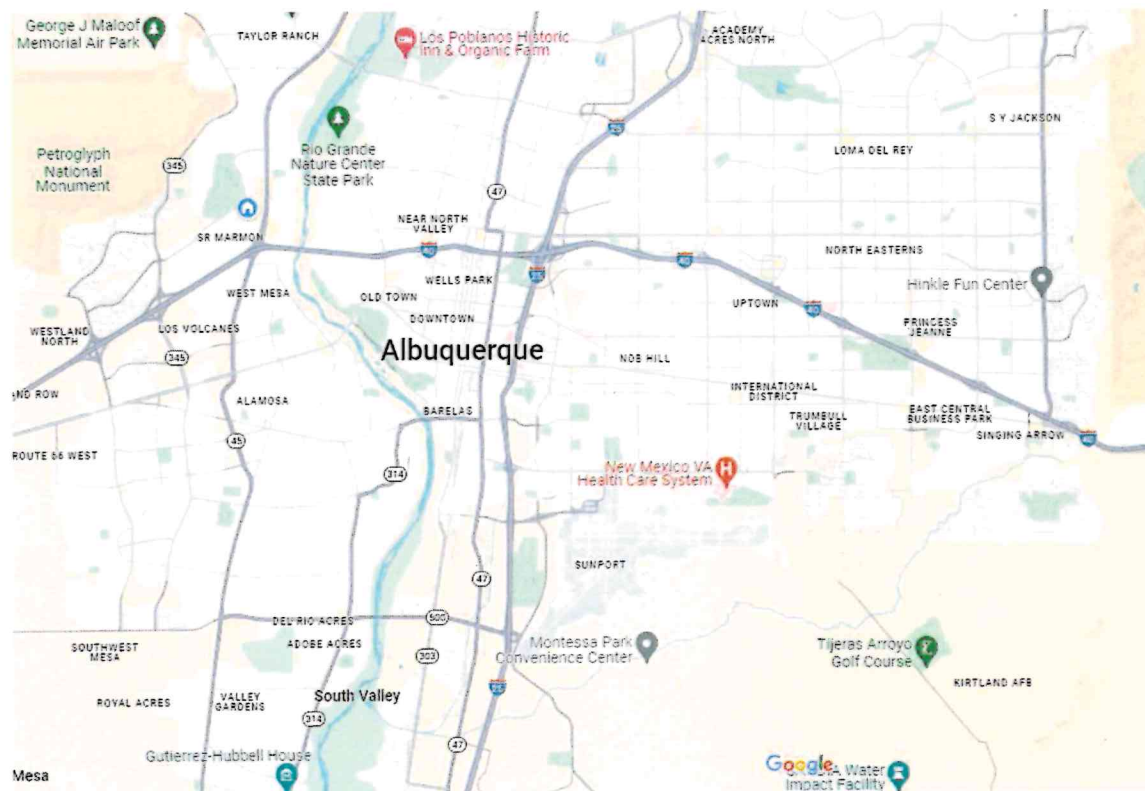 George J Maloof
Memorial Air Park
TAYLOR RANCH
Los Poblanos Historic
Inn & Organic Farm
ACADEMY
ACRES NORTH
25
S Y JACKSON
Rio Grande
Nature Center
State Park
LOMA DEL REY
Petroglyph
National
Monument
345
47
SR MARMON
NEAR NORTH
VALLEY
40
40
NORTH EASTERNS
WELLS PARK
25
Hinkle Fun Center
WEST MESA
OLD TOWN
UPTOWN
40
DOWNTOWN
PRINCESS
JEANNE
WESTLAND
NORTH
LOS VOLCANES
345
Albuquerque
NOB HILL
ND ROW
ALAMOSA
BARELAS
INTERNATIONAL
DISTRICT
TRUMBULL
VILLAGE
EAST CENTRAL
BUSINESS PARK
SINGING ARROW
40
45
ROUTE 66 WEST
314
New Mexico VA
Health Care System
H
SUNPORT
47
DEL RIO ACRES
500
ADOBE ACRES
SOUTHWEST
MESA
303
Montessa Park
Convenience Center
Tijeras Arroyo
Golf Course
KIRTLAND AFB
25
ROYAL ACRES
VALLEY
GARDENS
South Valley
314
47
Gutierrez-Hubbell House
Mesa
Google
A Water
Impact Facility